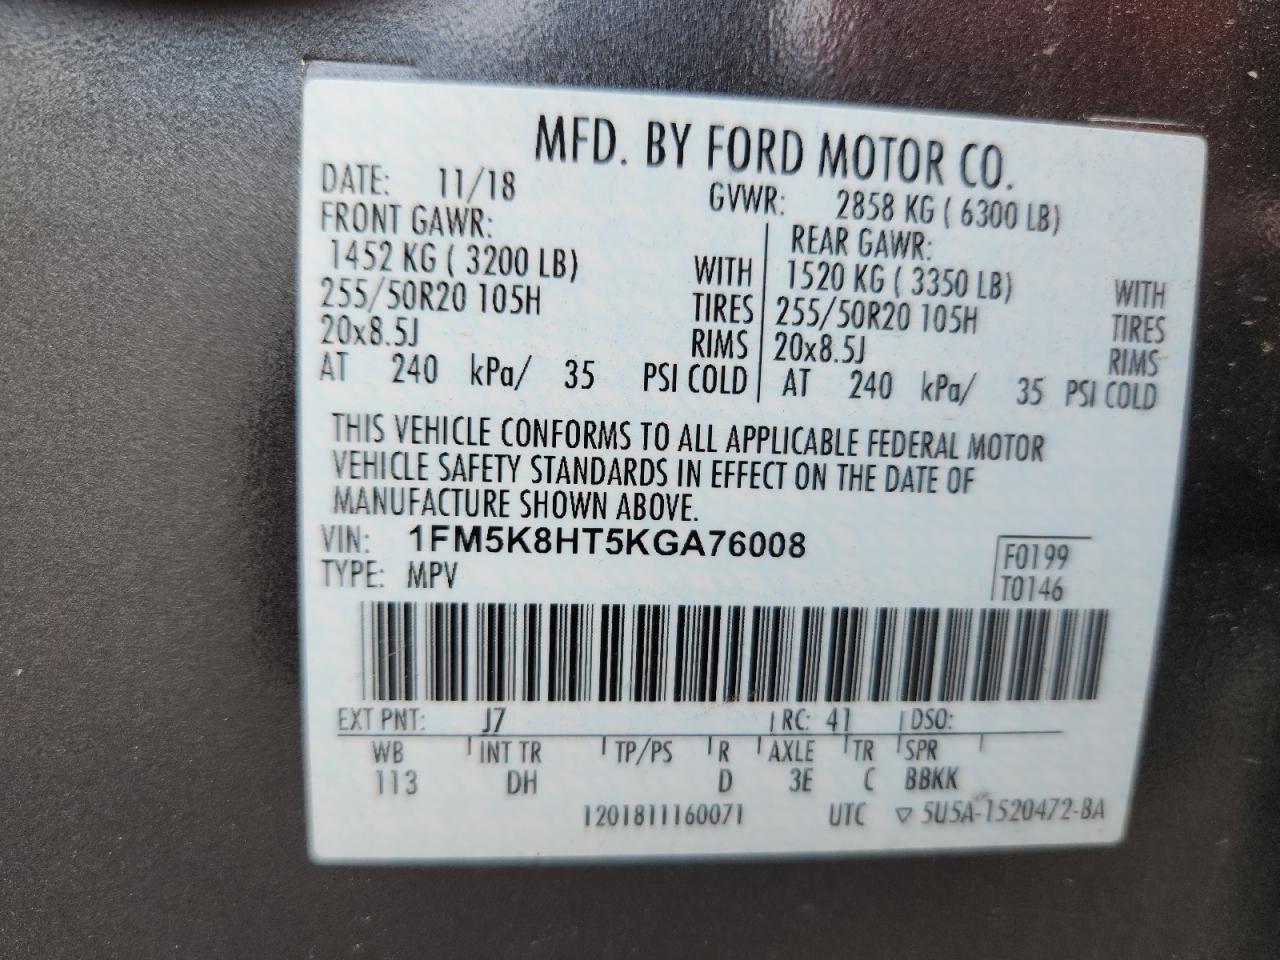 MFD. BY FORD MOTOR CO.
DATE: 11/18 GVWR: 2858 KG ( 6300 LB)
FRONT GAWR: REAR GAWR:
1452 KG ( 3200 LB) WITH 1520 KG ( 3350 LB) WITH
255/50R20 105H TIRES 255/50R20 105H TIRES
20x8.5J RIMS 20x8.5J RIMS
AT 240 kPa/ 35 PSI COLD AT 240 kPa/ 35 PSI COLD
THIS VEHICLE CONFORMS TO ALL APPLICABLE FEDERAL MOTOR
VEHICLE SAFETY STANDARDS IN EFFECT ON THE DATE OF
MANUFACTURE SHOWN ABOVE.
VIN: 1FM5K8HT5KGA76008 F0199
TYPE: MPV T0146
EXT PNT: J7 RC: 41 DSO:
WB INT TR TP/PS R AXLE TR SPR
113 DH D 3E C BBKK
1201811160071 UTC ▽ 5U5A-1520472-BA